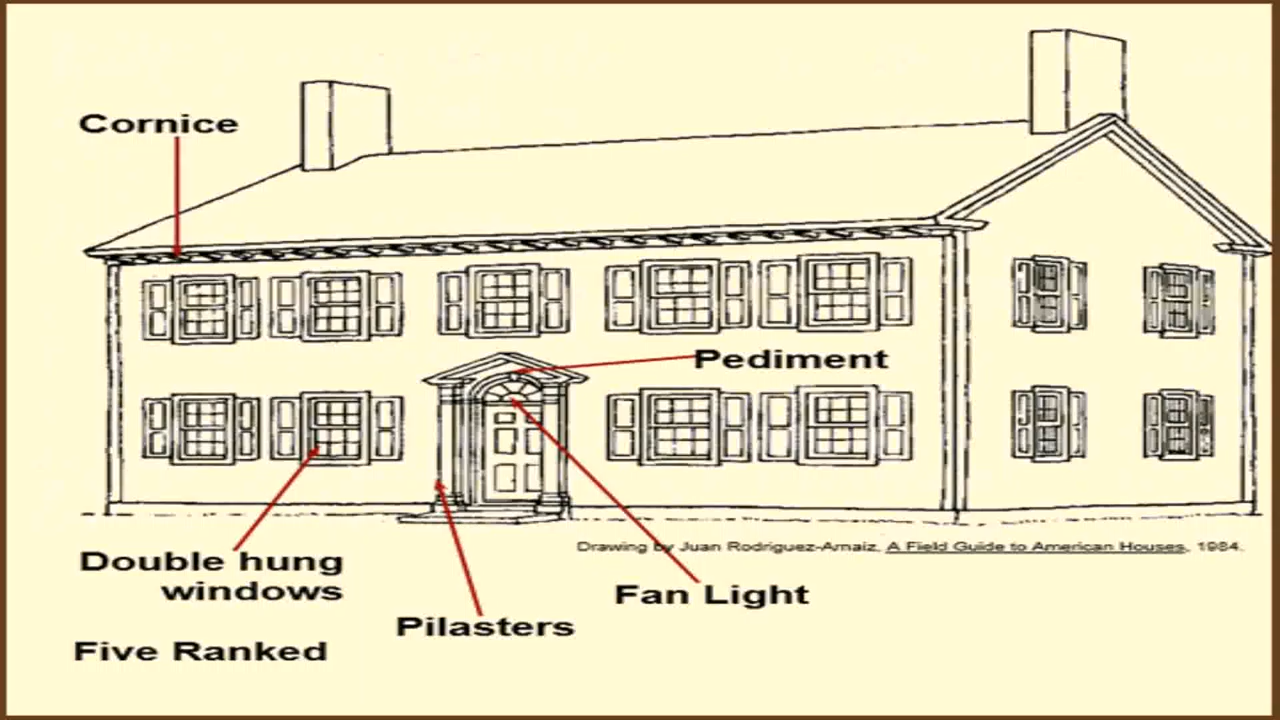 Cornice
Pediment
Drawing by Juan Rodriguez-Arnaiz, A Field Guide to American Houses, 1984.
Double hung
windows
Fan Light
Pilasters
Five Ranked